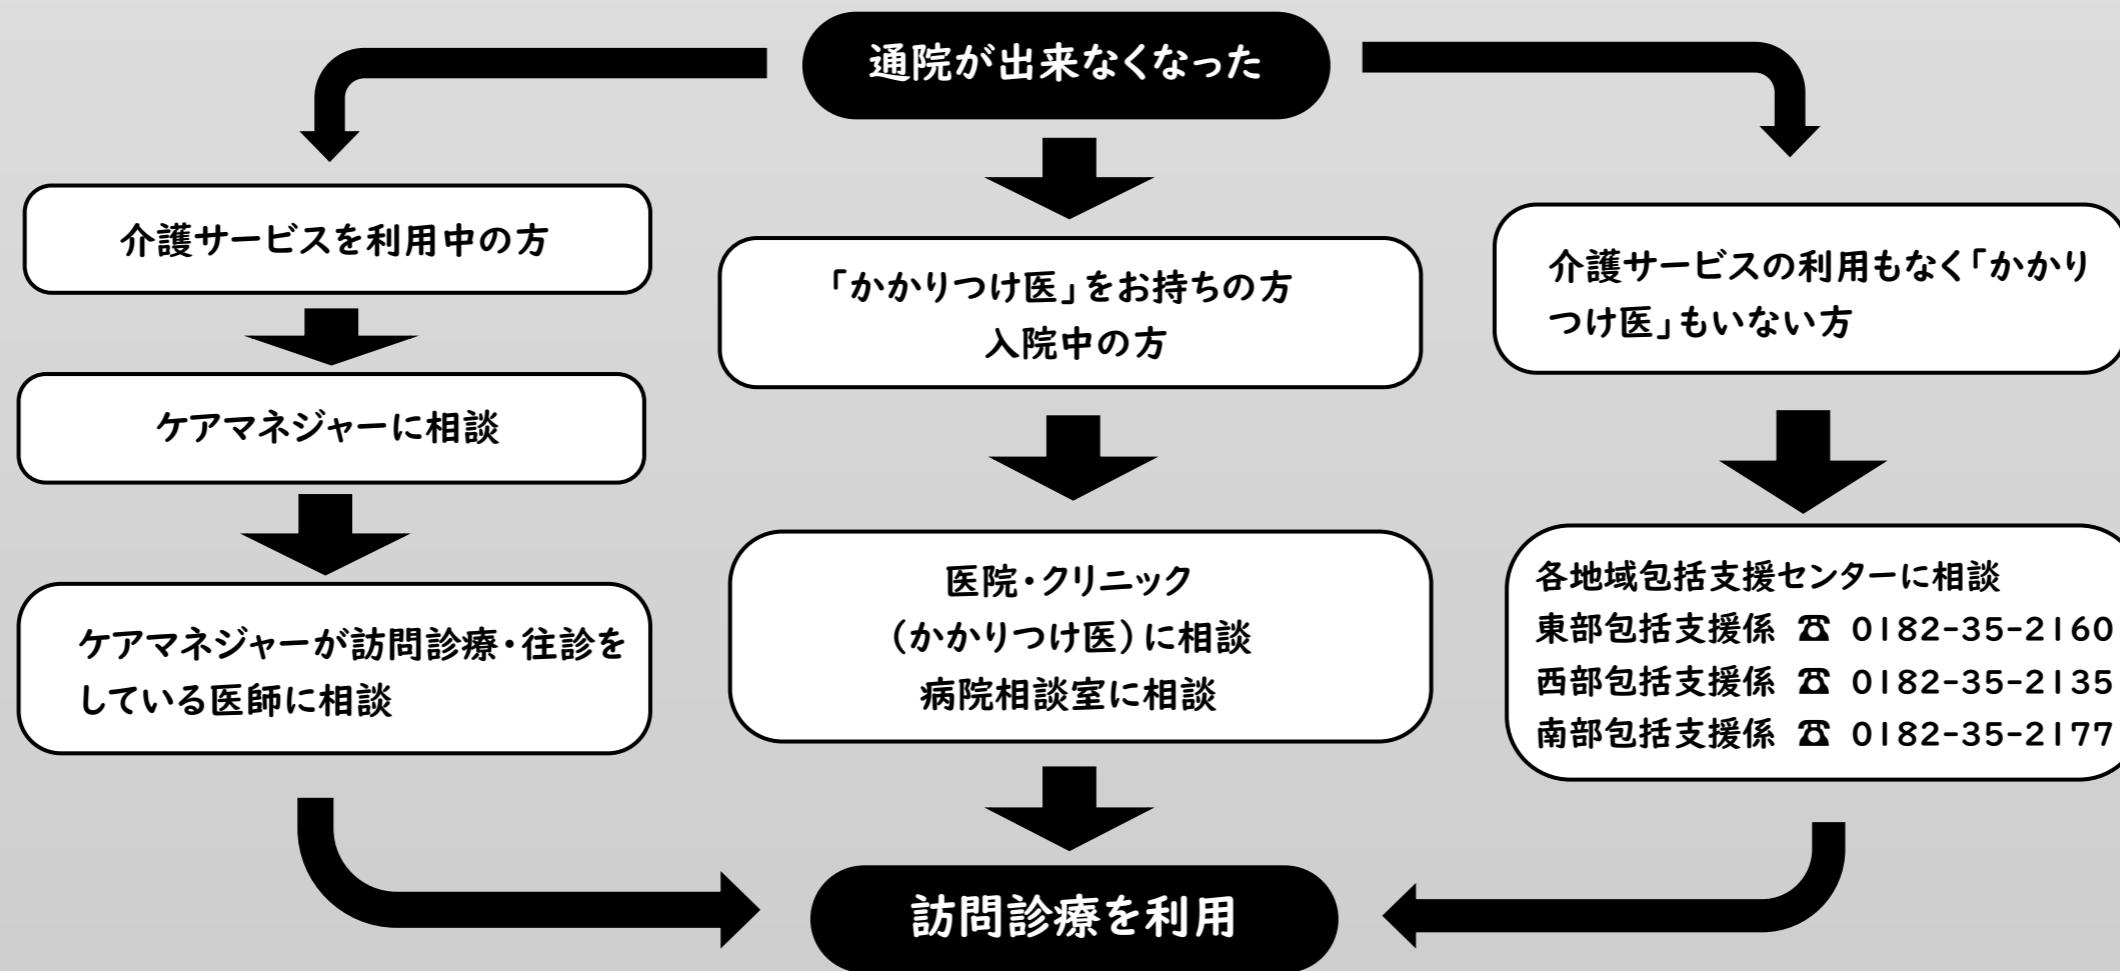 通院が出来なくなった
介護サービスを利用中の方
ケアマネジャーに相談
ケアマネジャーが訪問診療・往診を
している医師に相談
「かかりつけ医」をお持ちの方
入院中の方
医院・クリニック
（かかりつけ医）に相談
病院相談室に相談
介護サービスの利用もなく「かかり
つけ医」もいない方
各地域包括支援センターに相談
東部包括支援係 ☎ 0182-35-2160
西部包括支援係 ☎ 0182-35-2135
南部包括支援係 ☎ 0182-35-2177
訪問診療を利用